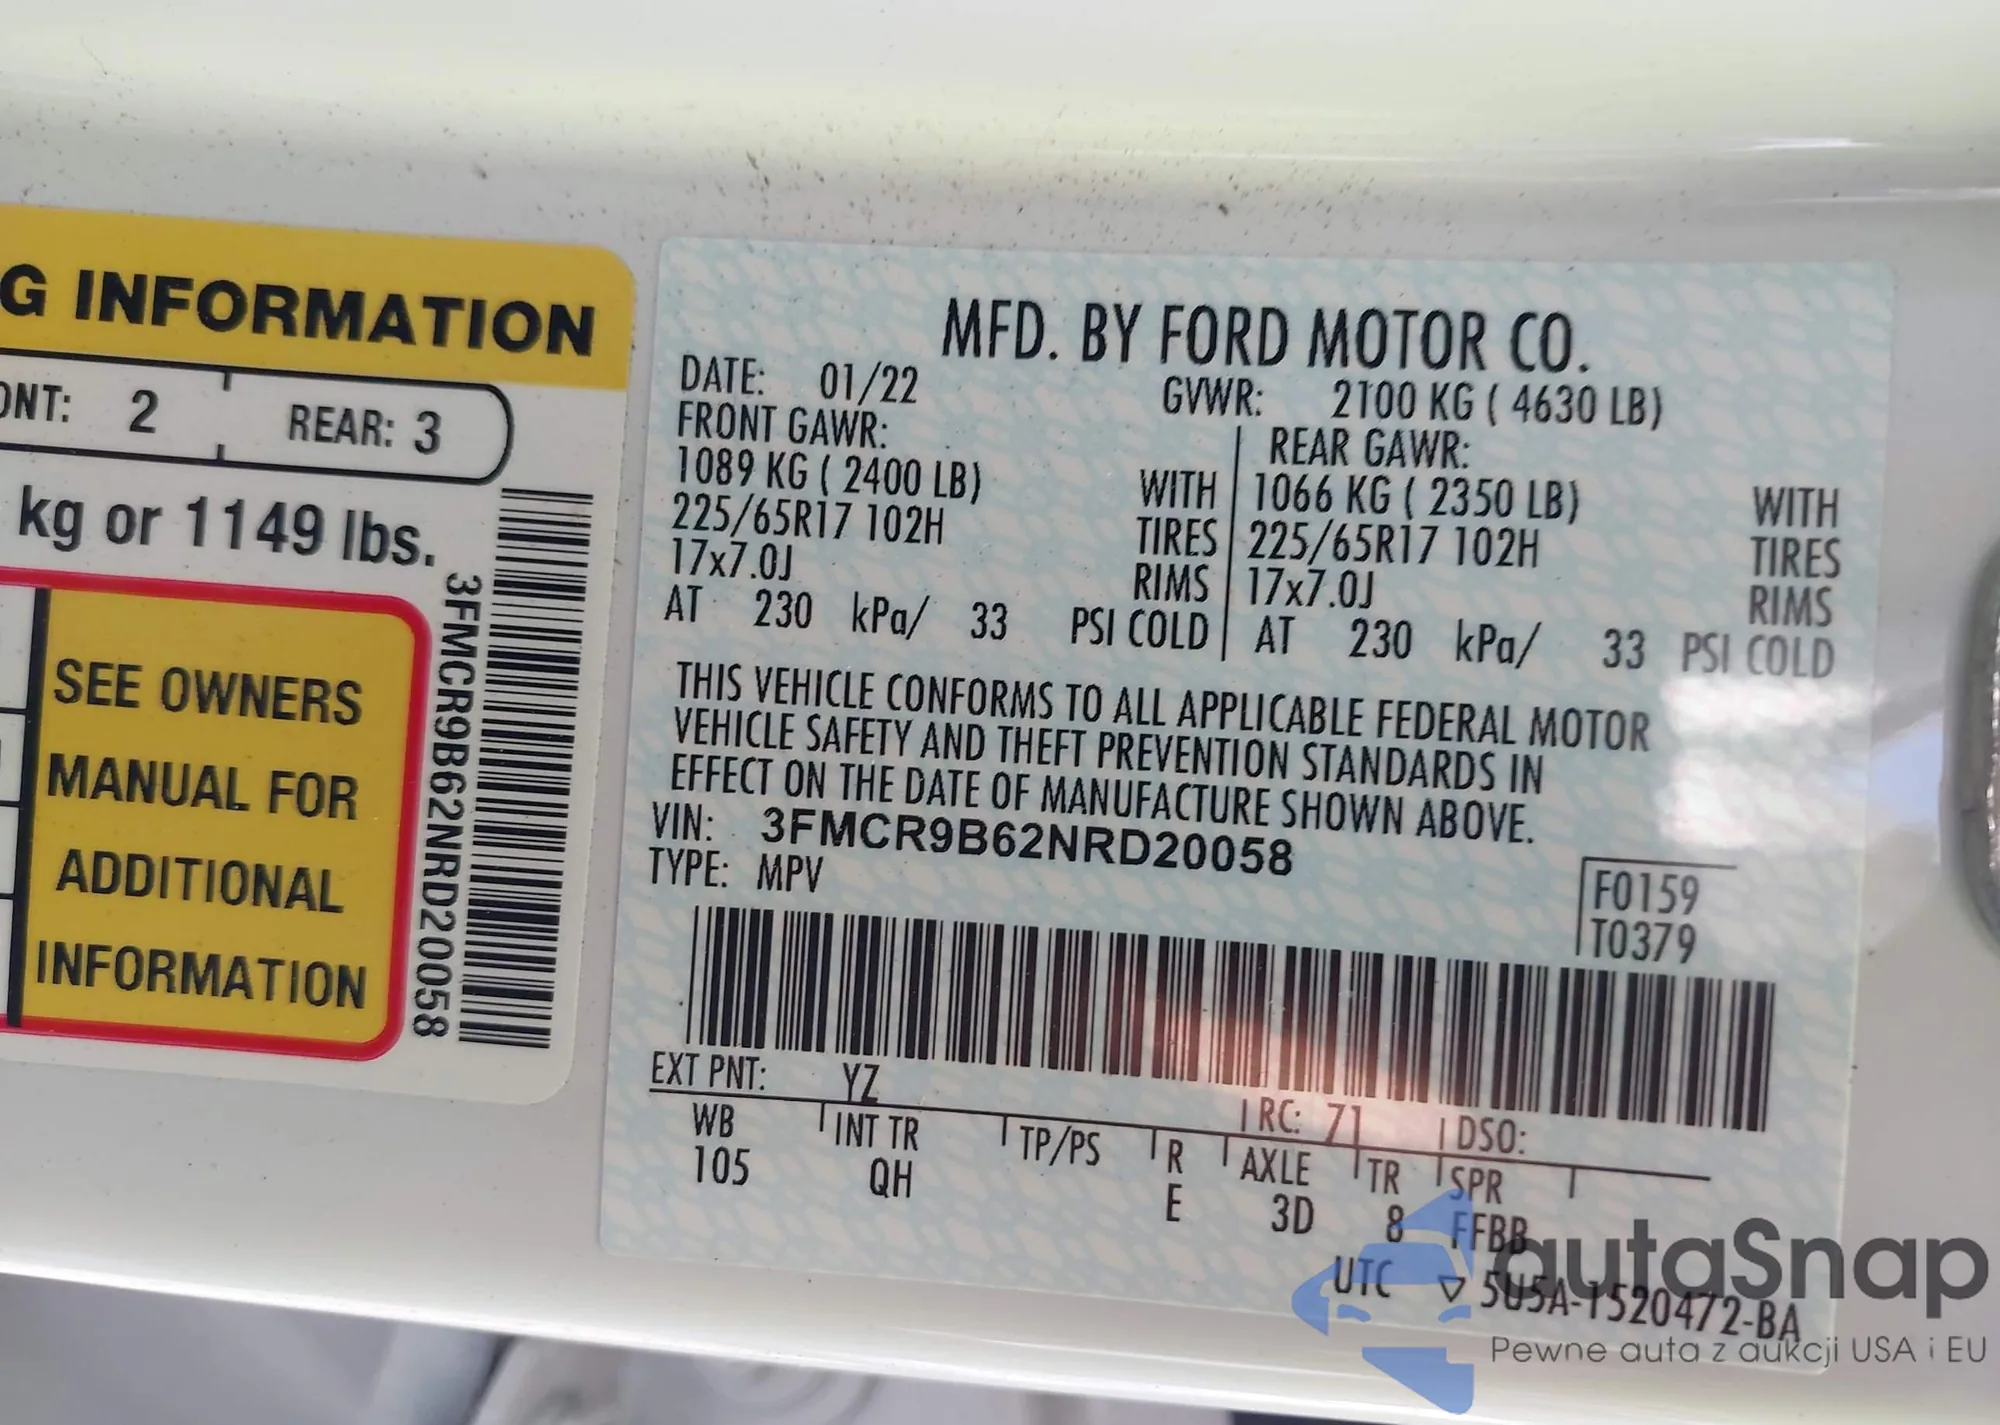 G INFORMATION
ONT: 2 REAR: 3
kg or 1149 lbs.
SEE OWNERS
MANUAL FOR
ADDITIONAL
INFORMATION
3FMCR9B62NRD20058
MFD. BY FORD MOTOR CO.
DATE: 01/22 GVWR: 2100 KG ( 4630 LB)
FRONT GAWR: REAR GAWR:
1089 KG ( 2400 LB) WITH 1066 KG ( 2350 LB) WITH
225/65R17 102H TIRES 225/65R17 102H TIRES
17x7.0J RIMS 17x7.0J RIMS
AT 230 kPa/ 33 PSI COLD AT 230 kPa/ 33 PSI COLD
THIS VEHICLE CONFORMS TO ALL APPLICABLE FEDERAL MOTOR
VEHICLE SAFETY AND THEFT PREVENTION STANDARDS IN
EFFECT ON THE DATE OF MANUFACTURE SHOWN ABOVE.
VIN: 3FMCR9B62NRD20058
TYPE: MPV
F0159
T0379
EXT PNT: YZ RC: 71 DSO:
WB INT TR TP/PS R AXLE TR SPR
105 QH E 3D 8 FFBB
UTC ▽ 5U5A-1520472-BA
autaSnap
Pewne auta z aukcji USA i EU